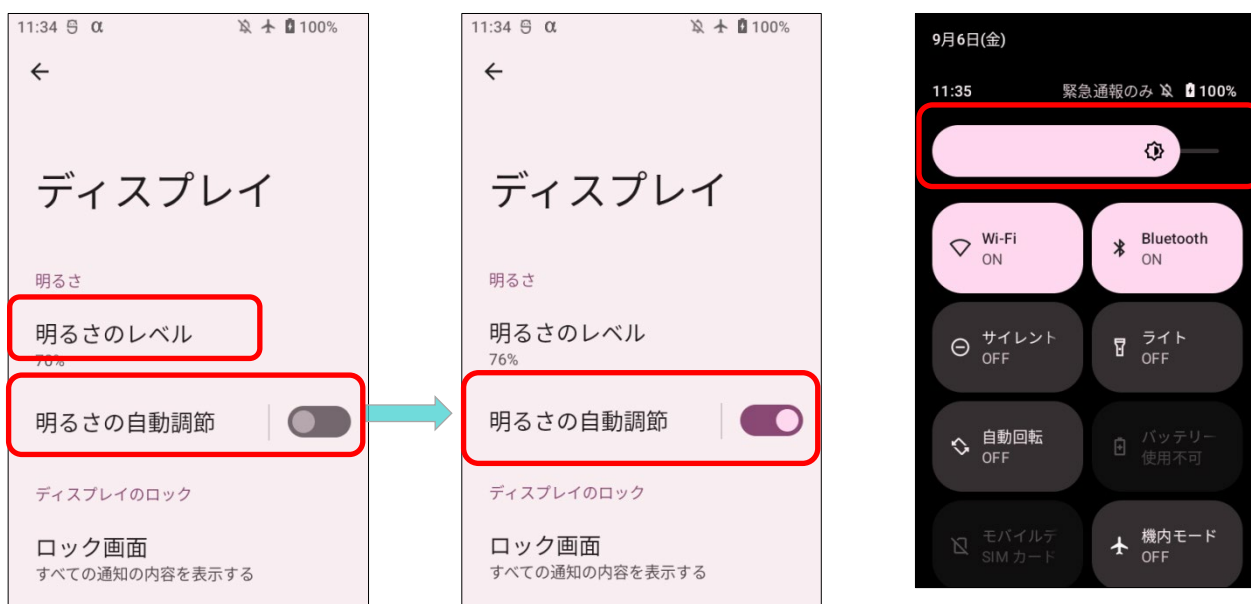 11:34 α 100%
ディスプレイ
明るさ
明るさのレベル
76%
明るさの自動調節
ディスプレイのロック
ロック画面
すべての通知の内容を表示する
11:34 α 100%
ディスプレイ
明るさ
明るさのレベル
76%
明るさの自動調節
ディスプレイのロック
ロック画面
すべての通知の内容を表示する
9月6日(金)
11:35 緊急通報のみ 100%
Wi-Fi
ON
Bluetooth
ON
サイレント
OFF
ライト
OFF
自動回転
OFF
バッテリー
使用不可
モバイルデ
SIM カード
機内モード
OFF